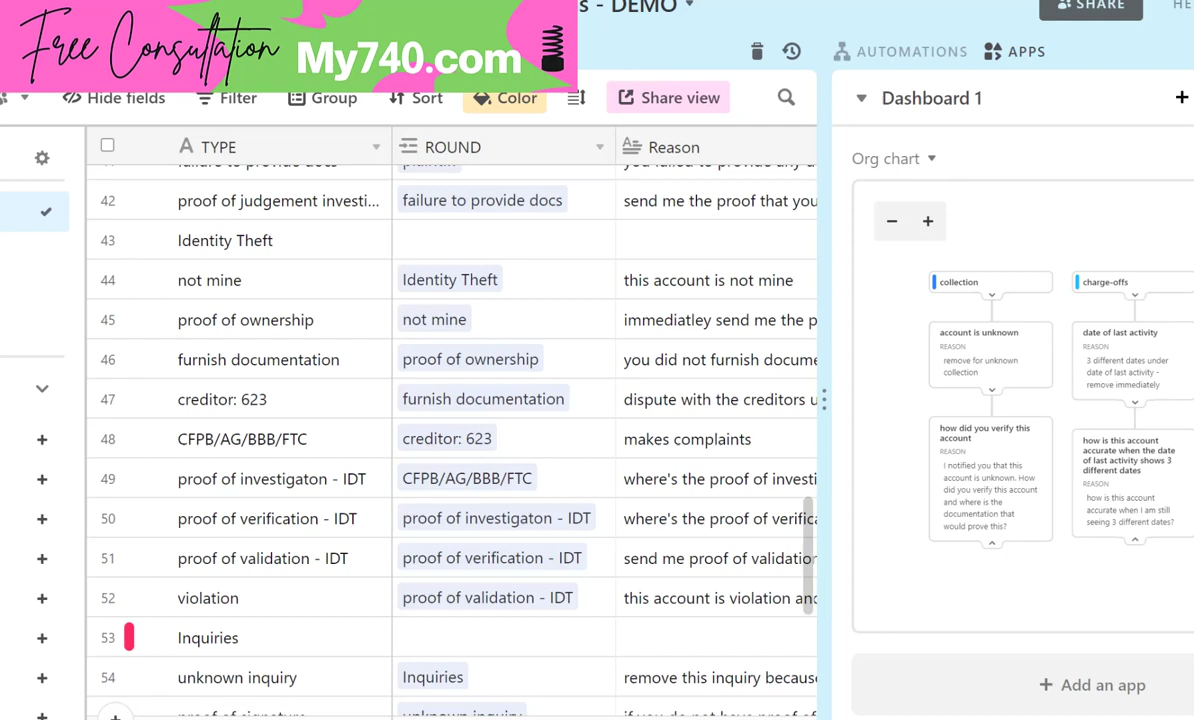 Free Consultation
My740.com
s - DEMO
SHARE
HE
AUTOMATIONS
APPS
Hide fields
Filter
Group
Sort
Color
Share view
Dashboard 1
TYPE
ROUND
Reason
Org chart
failure to provide docs
42 proof of judgement investi... failure to provide docs send me the proof that you
43 Identity Theft
44 not mine Identity Theft this account is not mine
45 proof of ownership not mine immediatley send me the p
46 furnish documentation proof of ownership you did not furnish docume
47 creditor: 623 furnish documentation dispute with the creditors u
48 CFPB/AG/BBB/FTC creditor: 623 makes complaints
49 proof of investigaton - IDT CFPB/AG/BBB/FTC where's the proof of investi
50 proof of verification - IDT proof of investigaton - IDT where's the proof of verifica
51 proof of validation - IDT proof of verification - IDT send me proof of validation
52 violation proof of validation - IDT this account is violation and
53 Inquiries
54 unknown inquiry Inquiries remove this inquiry because
unknown inquiry
collection
account is unknown
REASON
remove for unknown
collection
how did you verify this
account
REASON
I notified you that this
account is unknown. How
did you verify this account
and where is the
documentation that
would prove this?
charge-offs
date of last activity
REASON
3 different dates under
date of last activity -
remove immediately
how is this account
accurate when the date
of last activity shows 3
different dates
REASON
how is this account
accurate when I am still
seeing 3 different dates?
+ Add an app